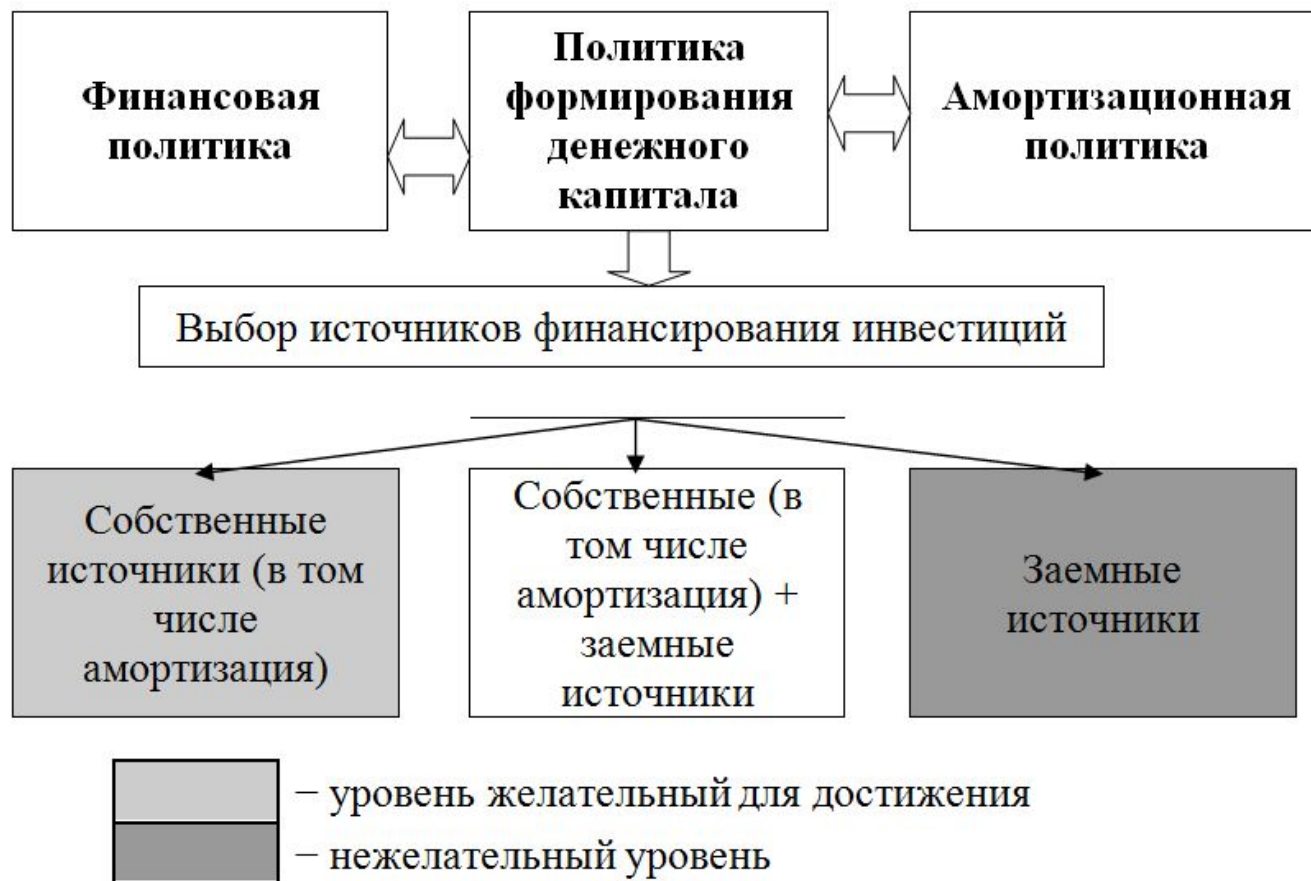 Финансовая
политика
Политика
формирования
денежного
капитала
Амортизационная
политика
Выбор источников финансирования инвестиций
Собственные
источники (в том
числе
амортизация)
Собственные (в
том числе
амортизация) +
заемные
источники
Заемные
источники
− уровень желательный для достижения
− нежелательный уровень